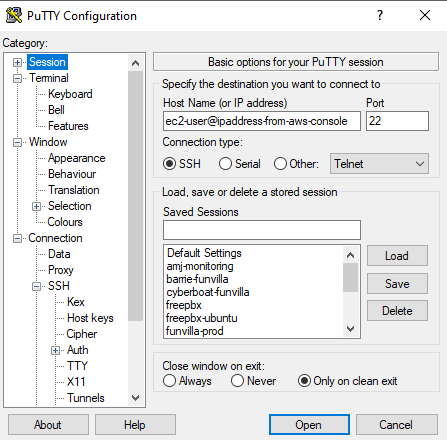 PuTTY Configuration
Category:
Session
Terminal
Keyboard
Bell
Features
Window
Appearance
Behaviour
Translation
Selection
Colours
Connection
Data
Proxy
SSH
Kex
Host keys
Cipher
Auth
TTY
X11
Tunnels
Basic options for your PuTTY session
Specify the destination you want to connect to
Host Name (or IP address) Port
ec2-user@ipaddress-from-aws-console 22
Connection type:
SSH Serial Other: Telnet
Load, save or delete a stored session
Saved Sessions
Default Settings
amj-monitoring
barrie-funvilla
cyberboat-funvilla
freepbx
freepbx-ubuntu
funvilla-prod
Load
Save
Delete
Close window on exit:
Always Never Only on clean exit
About Help Open Cancel